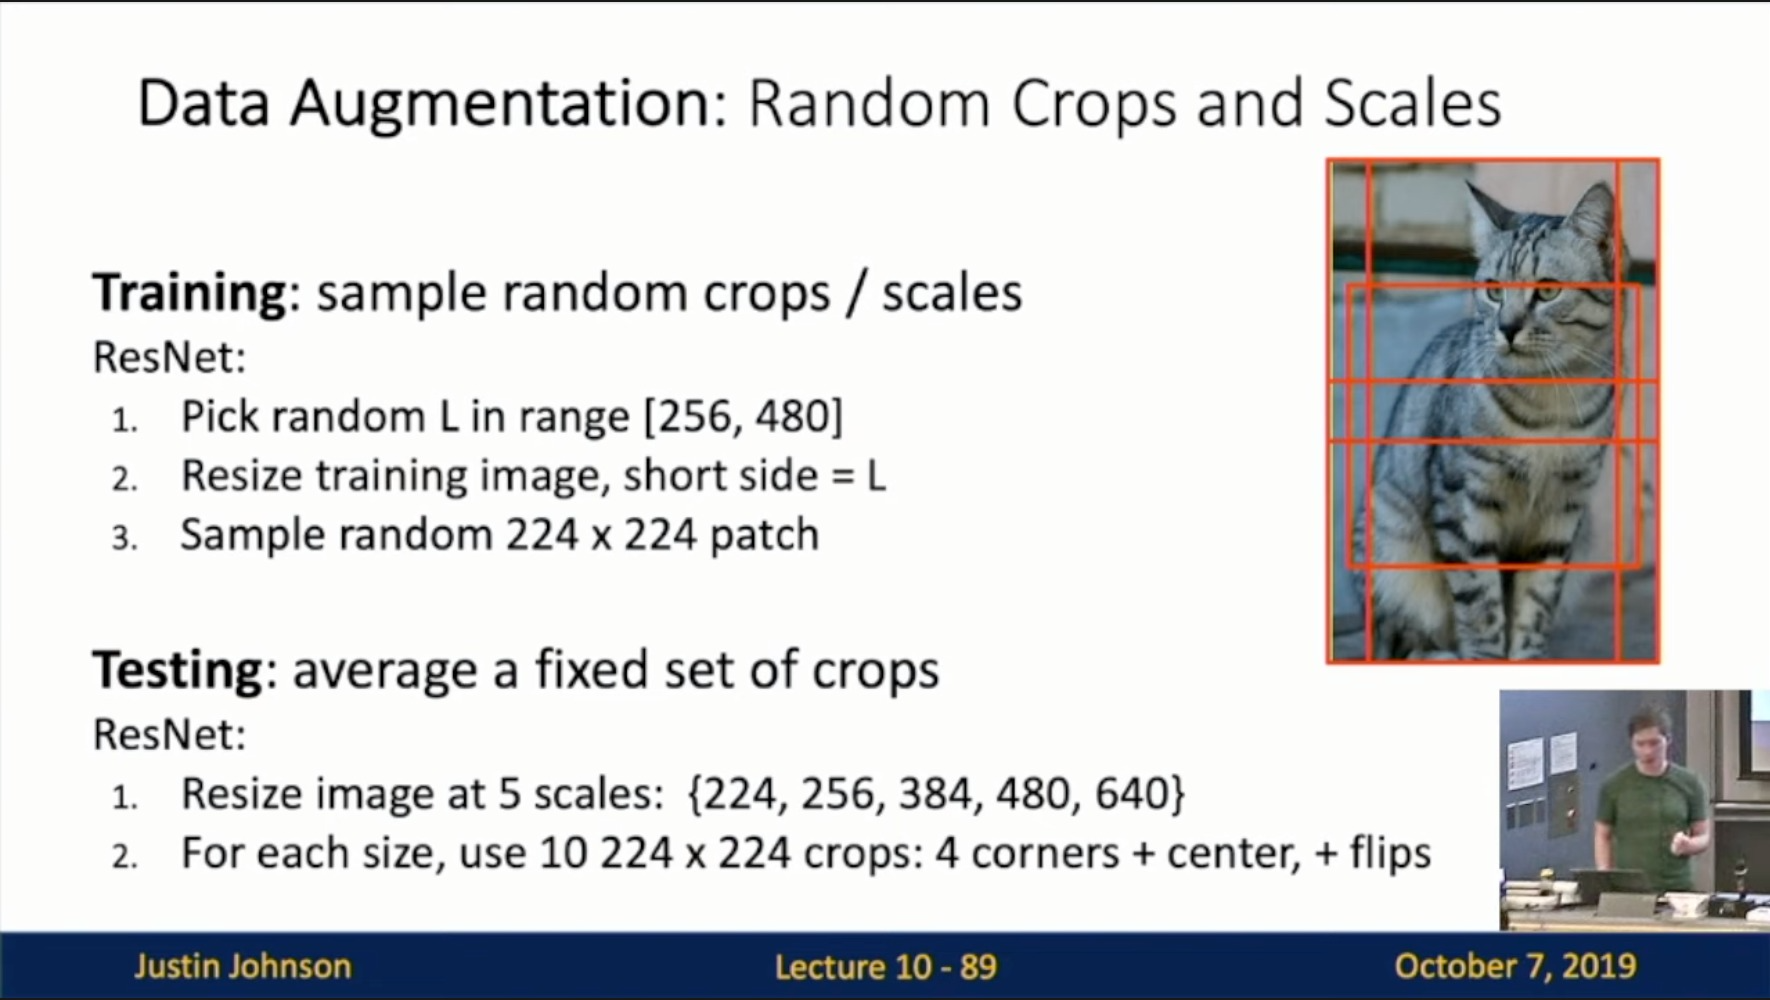 Data Augmentation: Random Crops and Scales
Training: sample random crops / scales
ResNet:
1. Pick random L in range [256, 480]
2. Resize training image, short side = L
3. Sample random 224 x 224 patch
Testing: average a fixed set of crops
ResNet:
1. Resize image at 5 scales: {224, 256, 384, 480, 640}
2. For each size, use 10 224 x 224 crops: 4 corners + center, + flips
Justin Johnson
Lecture 10 - 89
October 7, 2019